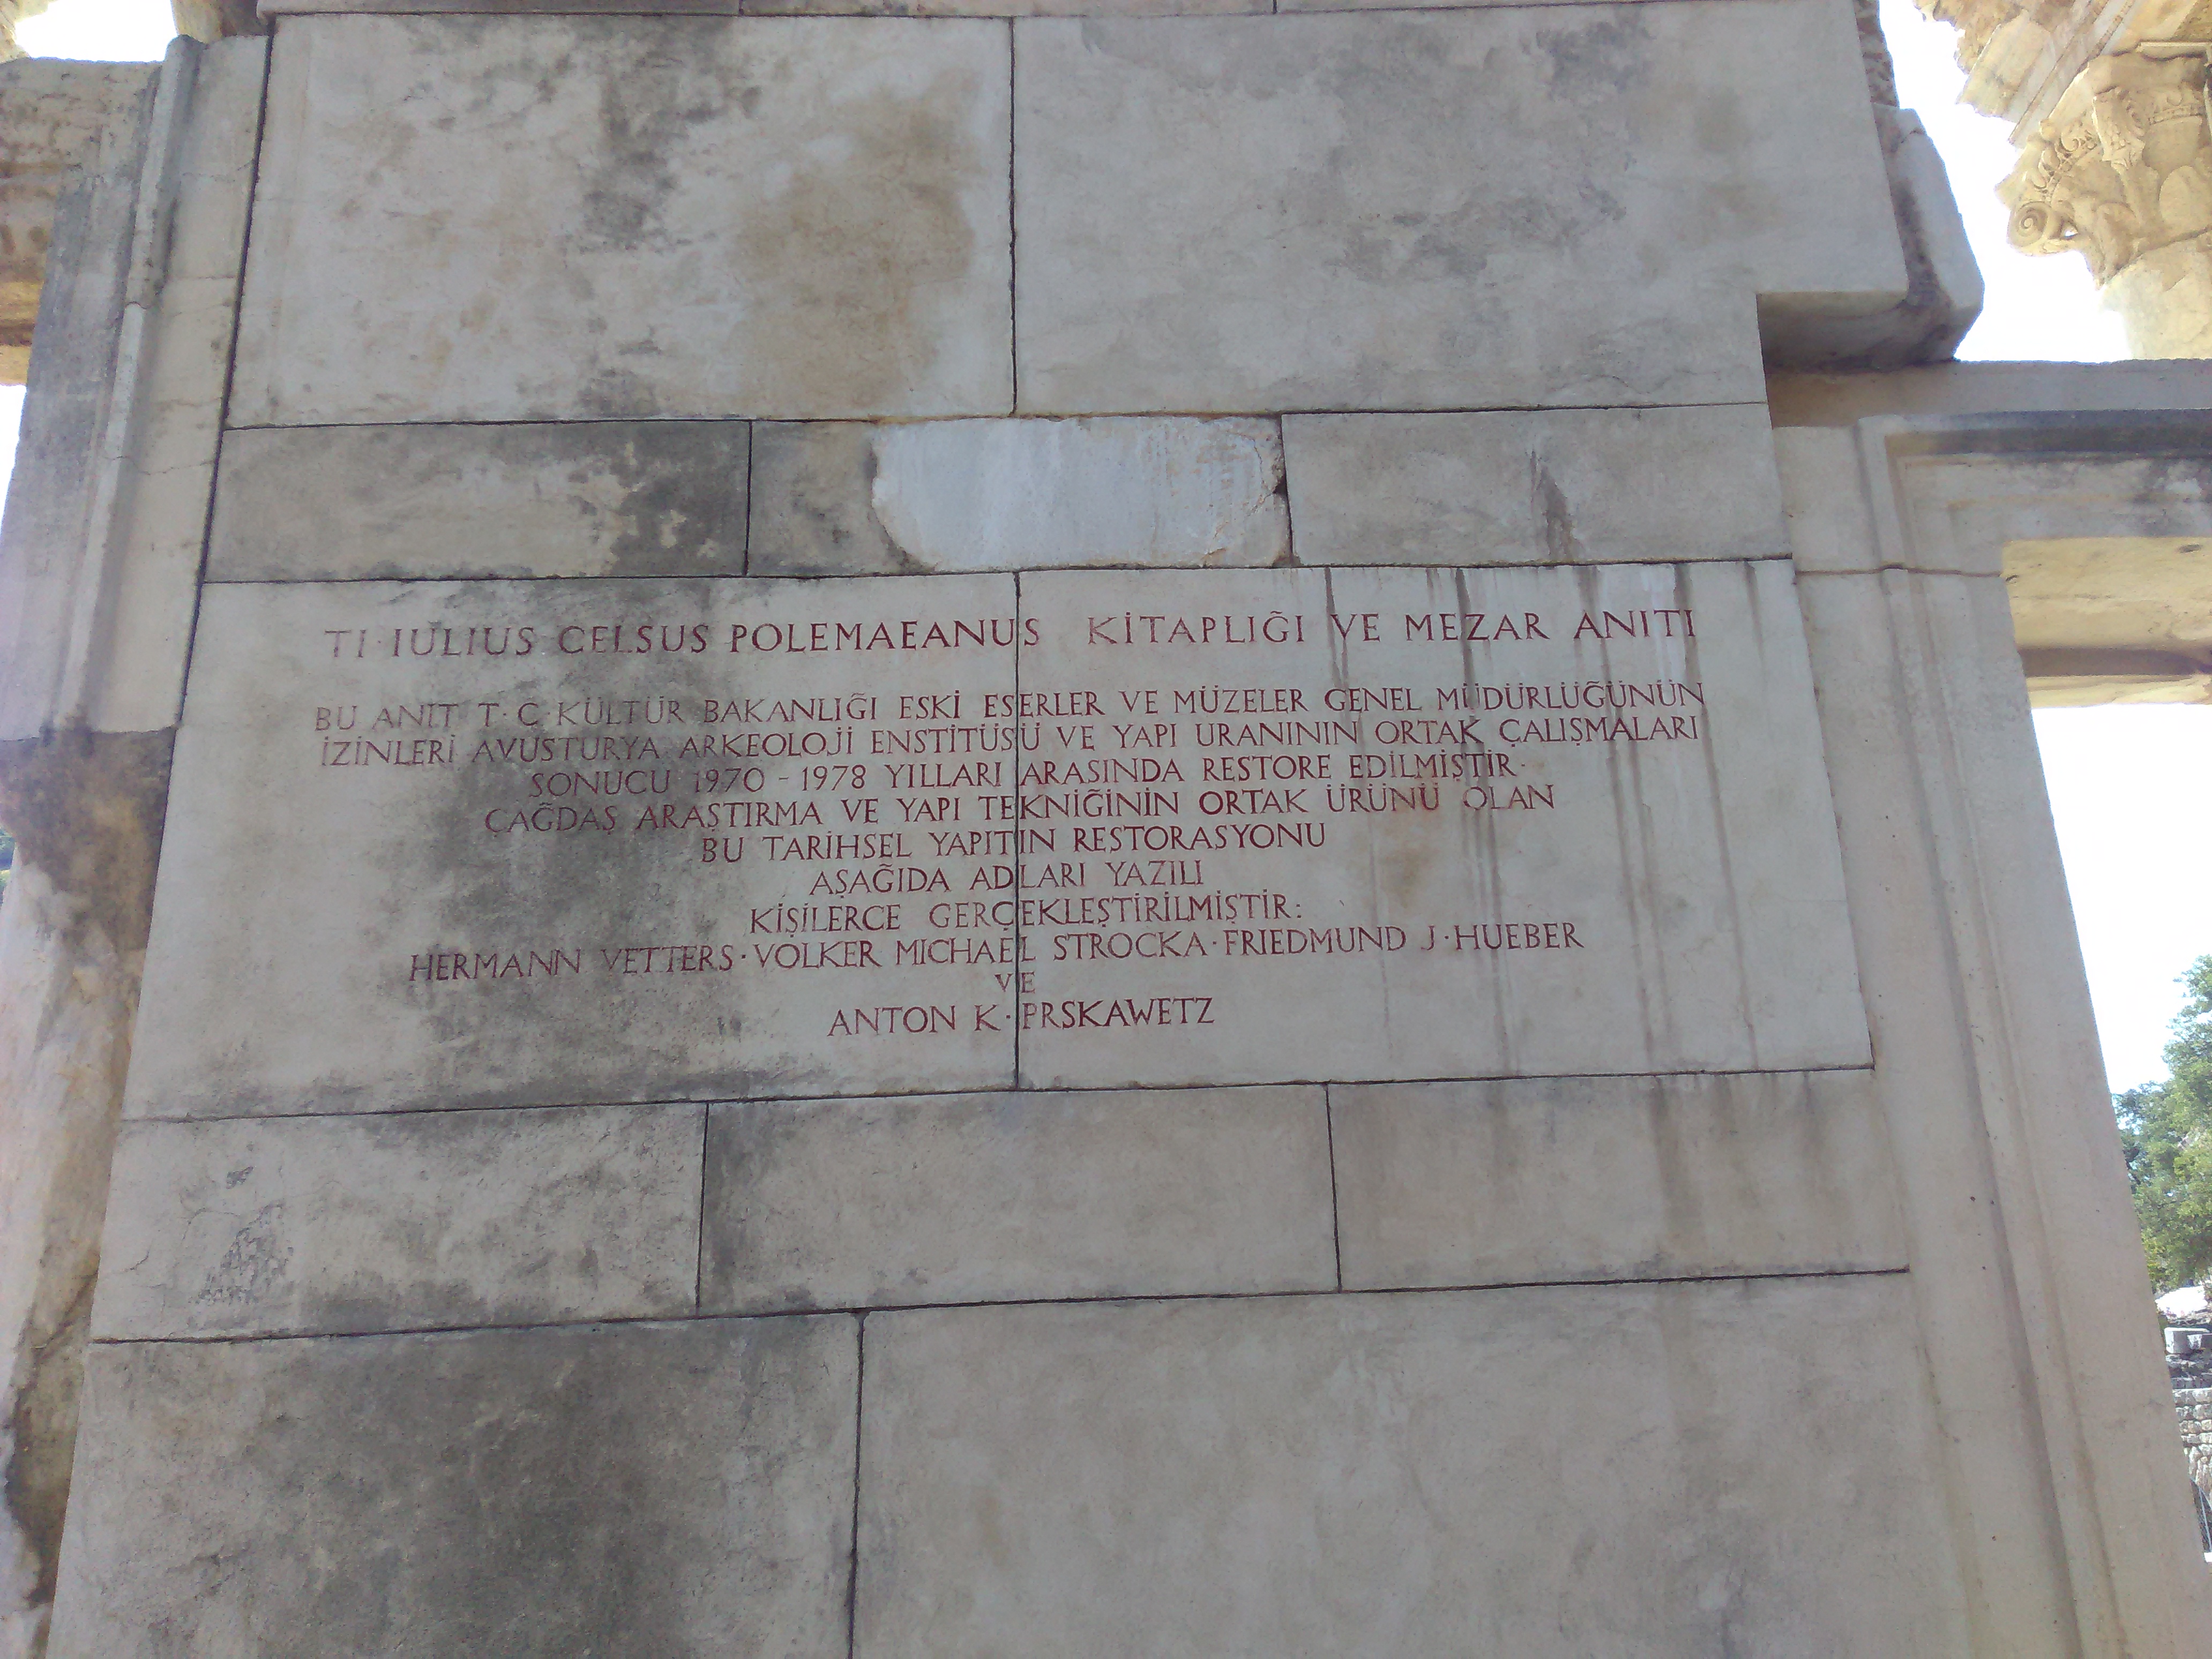 TI·IULIUS CELSUS POLEMAEANUS KİTAPLIĞI VE MEZAR ANITI
BU ANIT T·C KÜLTÜR BAKANLIĞI ESKİ ESERLER VE MÜZELER GENEL MÜDÜRLÜĞÜNÜN
İZİNLERİ AVUSTURYA ARKEOLOJİ ENSTİTÜSÜ VE YAPI URANININ ORTAK ÇALIŞMALARI
SONUCU 1970 - 1978 YILLARI ARASINDA RESTORE EDİLMİŞTİR·
ÇAĞDAŞ ARAŞTIRMA VE YAPI TEKNİĞİNİN ORTAK ÜRÜNÜ OLAN
BU TARİHSEL YAPITIN RESTORASYONU
AŞAĞIDA ADLARI YAZILI
KİŞİLERCE GERÇEKLEŞTİRİLMİŞTİR:
HERMANN VETTERS·VOLKER MICHAEL STROCKA·FRIEDMUND J·HUEBER
VE
ANTON K·PRSKAWETZ